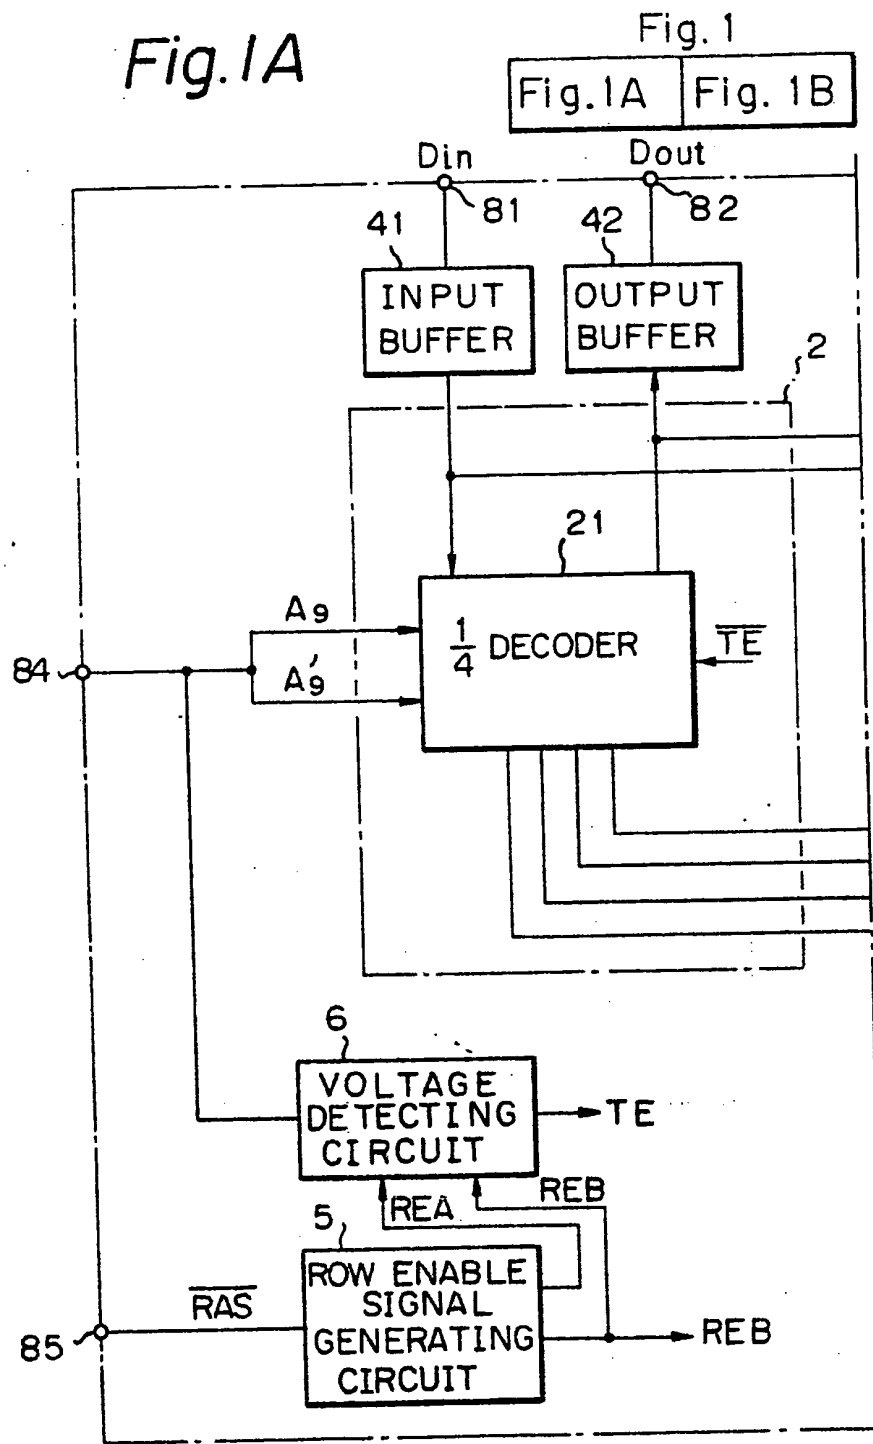 Fig.1A
Fig. 1
Fig.1A Fig. 1B
Din Dout
81 82
41 42
INPUT
BUFFER
OUTPUT
BUFFER
2
21
A9
A9'
1/4 DECODER
T̅E̅
84
6
VOLTAGE
DETECTING
CIRCUIT
TE
REA REB
5
ROW ENABLE
SIGNAL
GENERATING
CIRCUIT
R̅A̅S̅
85
REB